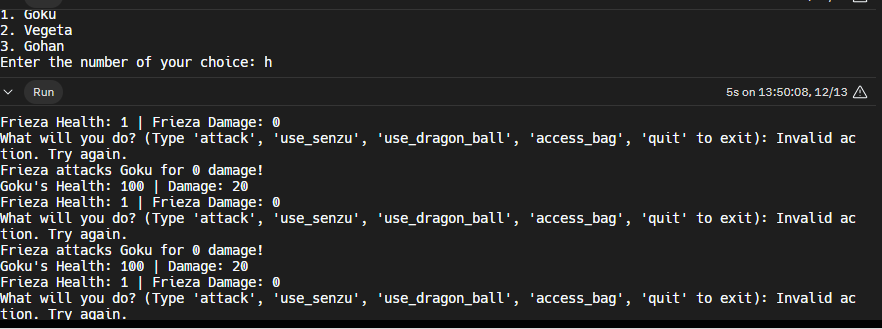 1. Goku
2. Vegeta
3. Gohan
Enter the number of your choice: h
Run
5s on 13:50:08, 12/13
Frieza Health: 1 | Frieza Damage: 0
What will you do? (Type 'attack', 'use_senzu', 'use_dragon_ball', 'access_bag', 'quit' to exit): Invalid ac
tion. Try again.
Frieza attacks Goku for 0 damage!
Goku's Health: 100 | Damage: 20
Frieza Health: 1 | Frieza Damage: 0
What will you do? (Type 'attack', 'use_senzu', 'use_dragon_ball', 'access_bag', 'quit' to exit): Invalid ac
tion. Try again.
Frieza attacks Goku for 0 damage!
Goku's Health: 100 | Damage: 20
Frieza Health: 1 | Frieza Damage: 0
What will you do? (Type 'attack', 'use_senzu', 'use_dragon_ball', 'access_bag', 'quit' to exit): Invalid ac
tion. Try again.